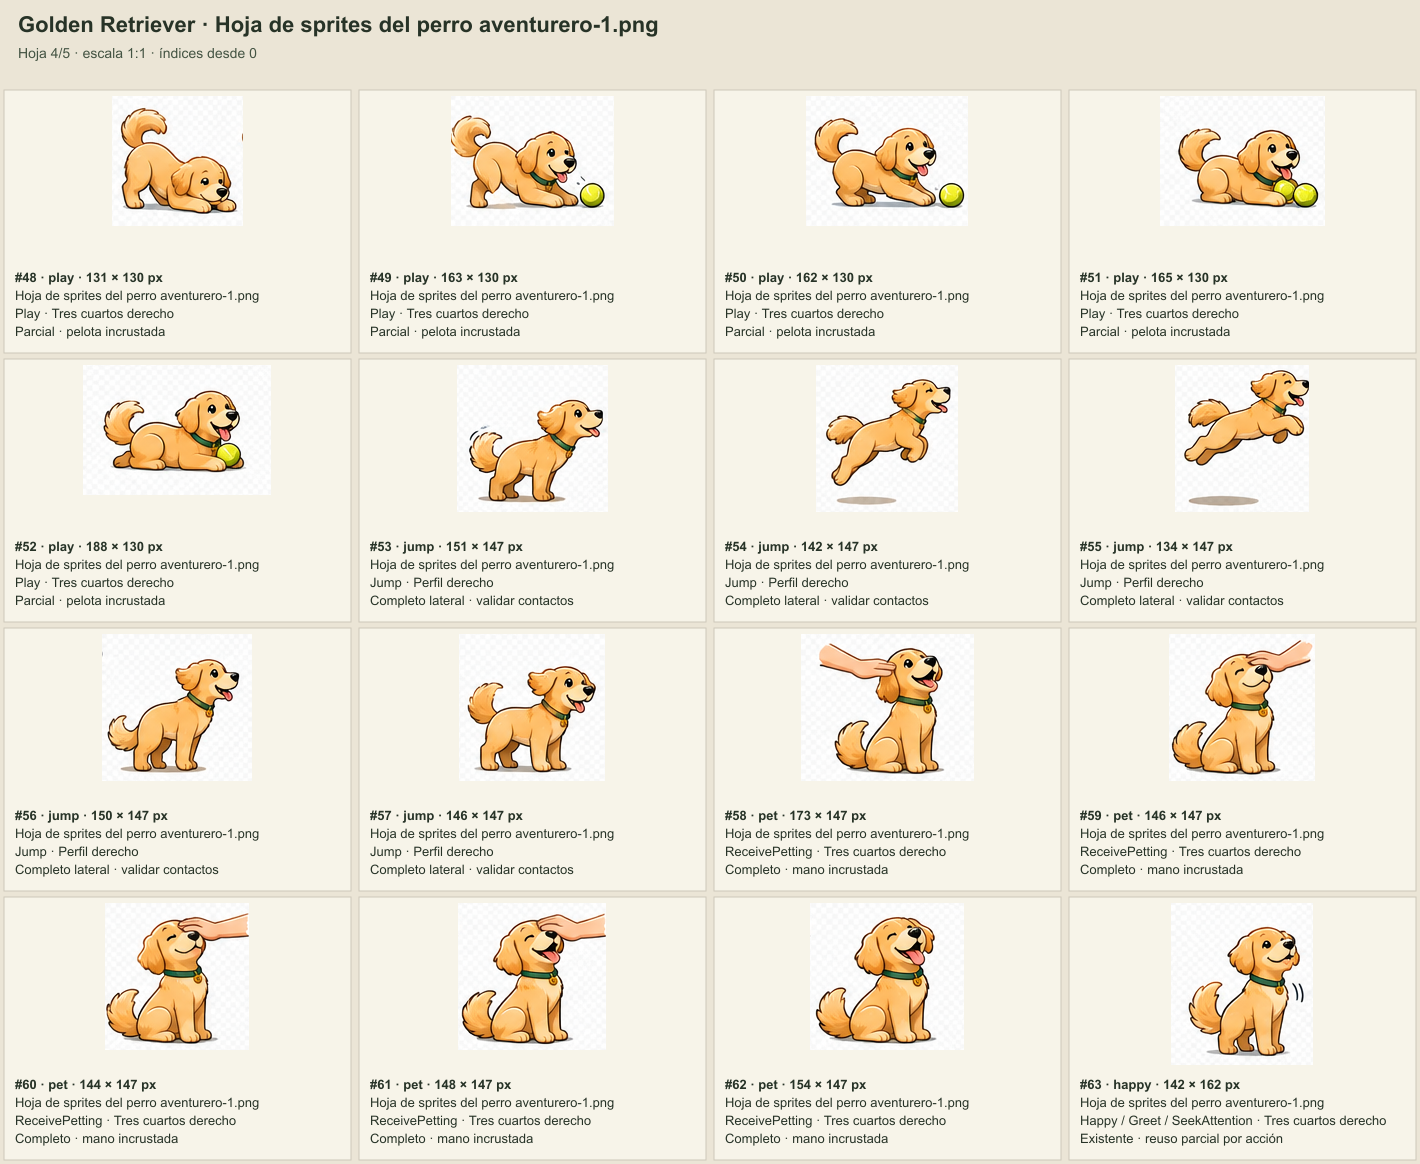 Golden Retriever · Hoja de sprites del perro aventurero-1.png
Hoja 4/5 · escala 1:1 · índices desde 0
#48 · play · 131 × 130 px
Hoja de sprites del perro aventurero-1.png
Play · Tres cuartos derecho
Parcial · pelota incrustada
#49 · play · 163 × 130 px
Hoja de sprites del perro aventurero-1.png
Play · Tres cuartos derecho
Parcial · pelota incrustada
#50 · play · 162 × 130 px
Hoja de sprites del perro aventurero-1.png
Play · Tres cuartos derecho
Parcial · pelota incrustada
#51 · play · 165 × 130 px
Hoja de sprites del perro aventurero-1.png
Play · Tres cuartos derecho
Parcial · pelota incrustada
#52 · play · 188 × 130 px
Hoja de sprites del perro aventurero-1.png
Play · Tres cuartos derecho
Parcial · pelota incrustada
#53 · jump · 151 × 147 px
Hoja de sprites del perro aventurero-1.png
Jump · Perfil derecho
Completo lateral · validar contactos
#54 · jump · 142 × 147 px
Hoja de sprites del perro aventurero-1.png
Jump · Perfil derecho
Completo lateral · validar contactos
#55 · jump · 134 × 147 px
Hoja de sprites del perro aventurero-1.png
Jump · Perfil derecho
Completo lateral · validar contactos
#56 · jump · 150 × 147 px
Hoja de sprites del perro aventurero-1.png
Jump · Perfil derecho
Completo lateral · validar contactos
#57 · jump · 146 × 147 px
Hoja de sprites del perro aventurero-1.png
Jump · Perfil derecho
Completo lateral · validar contactos
#58 · pet · 173 × 147 px
Hoja de sprites del perro aventurero-1.png
ReceivePetting · Tres cuartos derecho
Completo · mano incrustada
#59 · pet · 146 × 147 px
Hoja de sprites del perro aventurero-1.png
ReceivePetting · Tres cuartos derecho
Completo · mano incrustada
#60 · pet · 144 × 147 px
Hoja de sprites del perro aventurero-1.png
ReceivePetting · Tres cuartos derecho
Completo · mano incrustada
#61 · pet · 148 × 147 px
Hoja de sprites del perro aventurero-1.png
ReceivePetting · Tres cuartos derecho
Completo · mano incrustada
#62 · pet · 154 × 147 px
Hoja de sprites del perro aventurero-1.png
ReceivePetting · Tres cuartos derecho
Completo · mano incrustada
#63 · happy · 142 × 162 px
Hoja de sprites del perro aventurero-1.png
Happy / Greet / SeekAttention · Tres cuartos derecho
Existente · reuso parcial por acción